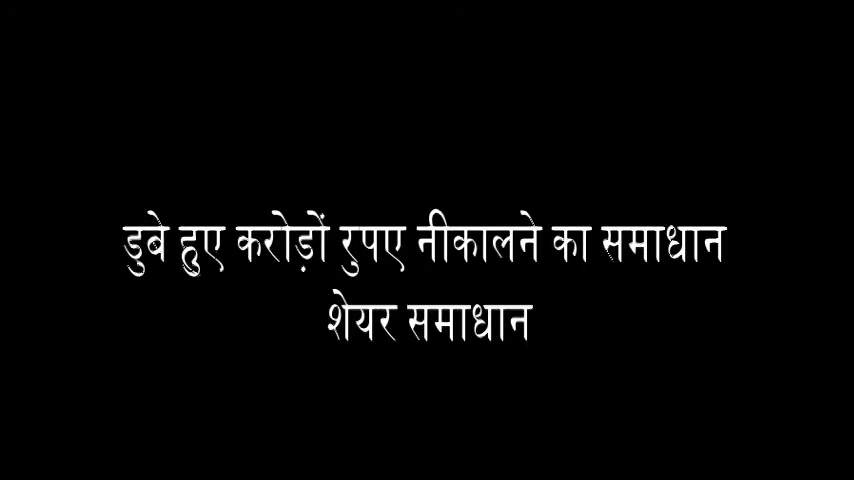 डुबे हुए करोड़ों रुपए नीकालने का समाधान
शेयर समाधान